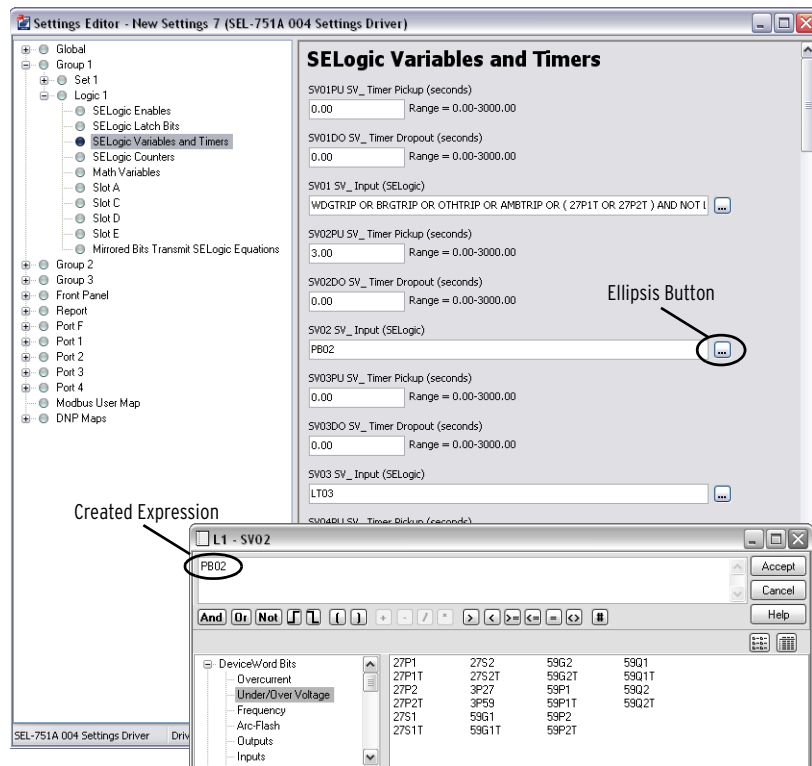 Settings Editor - New Settings 7 (SEL-751A 004 Settings Driver)
Global
Group 1
Set 1
Logic 1
SELogic Enables
SELogic Latch Bits
SELogic Variables and Timers
SELogic Counters
Math Variables
Slot A
Slot C
Slot D
Slot E
Mirrored Bits Transmit SELogic Equations
Group 2
Group 3
Front Panel
Report
Port F
Port 1
Port 2
Port 3
Port 4
Modbus User Map
DNP Maps
SELogic Variables and Timers
SV01PU SV_ Timer Pickup (seconds)
0.00 Range = 0.00-3000.00
SV01DO SV_ Timer Dropout (seconds)
0.00 Range = 0.00-3000.00
SV01 SV_ Input (SELogic)
WDGTRIP OR BRGTRIP OR OTHTRIP OR AMBTRIP OR ( 27P1T OR 27P2T ) AND NOT L ...
SV02PU SV_ Timer Pickup (seconds)
3.00 Range = 0.00-3000.00
SV02DO SV_ Timer Dropout (seconds)
0.00 Range = 0.00-3000.00
Ellipsis Button
SV02 SV_ Input (SELogic)
PB02 ...
SV03PU SV_ Timer Pickup (seconds)
0.00 Range = 0.00-3000.00
SV03DO SV_ Timer Dropout (seconds)
0.00 Range = 0.00-3000.00
SV03 SV_ Input (SELogic)
LT03 ...
SV04PU SV_ Timer Pickup (seconds)
Created Expression
L1 - SV02
PB02
Accept
Cancel
Help
And Or Not ( ) + - / * > < >= <= = <> #
DeviceWord Bits
Overcurrent
Under/Over Voltage
Frequency
Arc-Flash
Outputs
Inputs
27P1 27S2 59G2 59Q1
27P1T 27S2T 59G2T 59Q1T
27P2 3P27 59P1 59Q2
27P2T 3P59 59P1T 59Q2T
27S1 59G1 59P2
27S1T 59G1T 59P2T
SEL-751A 004 Settings Driver Driv